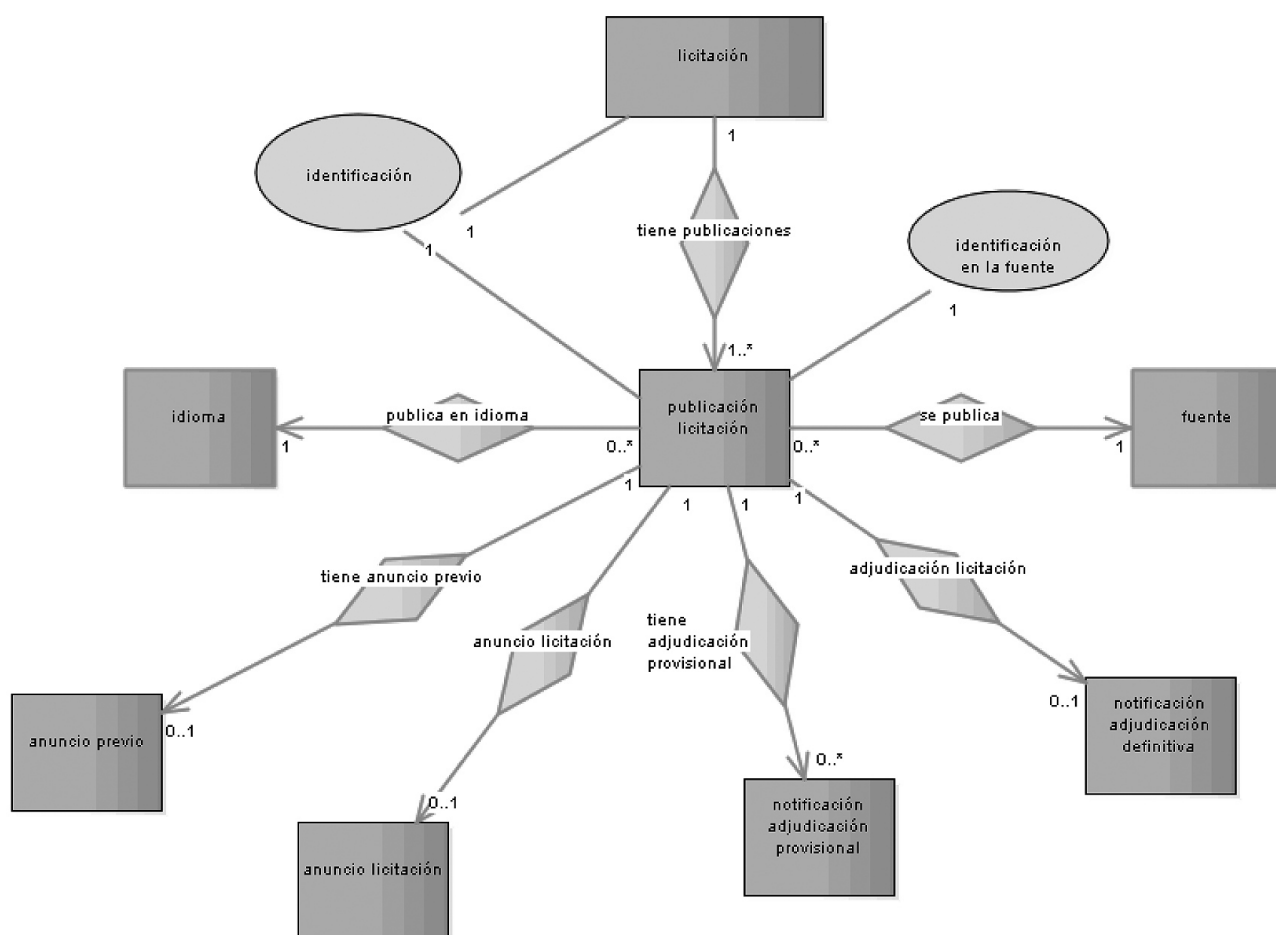 licitación
1
identificación
1
1
tiene publicaciones
identificación
en la fuente
1
1..*
idioma
1
publica en idioma
0..*
publicación
licitación
0..*
se publica
1
fuente
1
1
1
1
tiene anuncio previo
anuncio licitación
tiene
adjudicación
provisional
adjudicación licitación
0..1
anuncio previo
0..1
anuncio licitación
0..*
notificación
adjudicación
provisional
0..1
notificación
adjudicación
definitiva